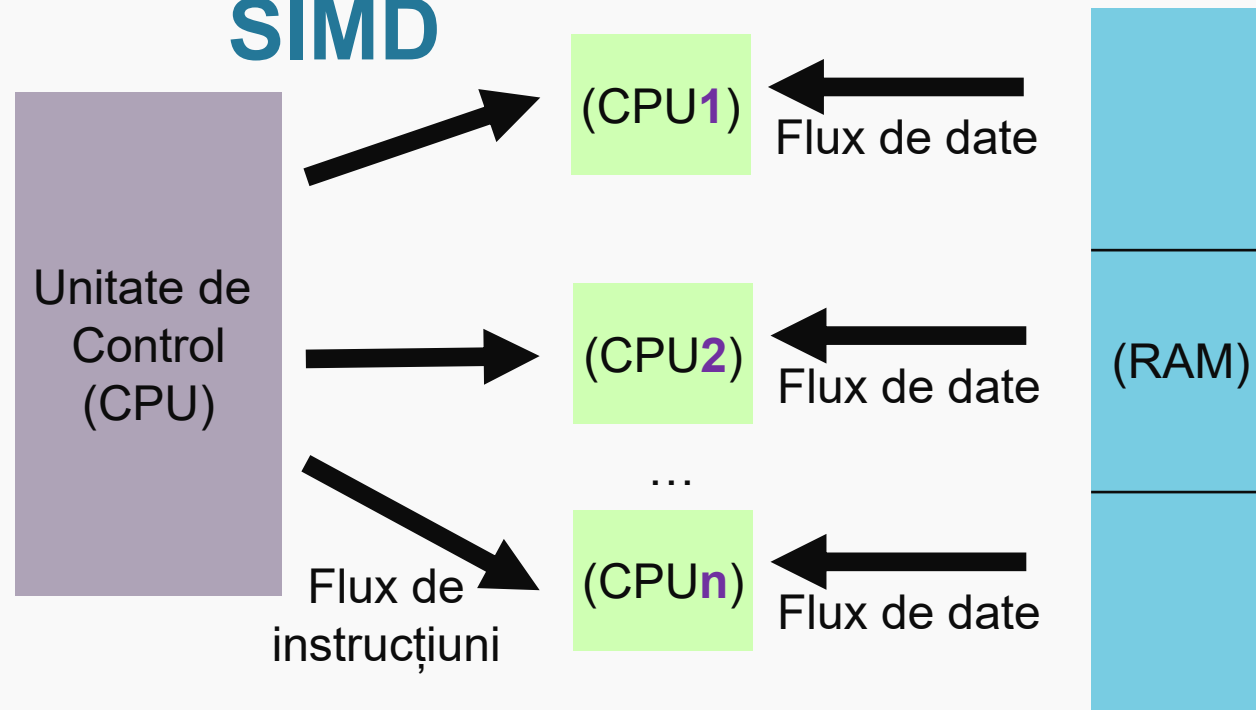 SIMD
Unitate de
Control
(CPU)
(CPU1)
Flux de date
(CPU2)
Flux de date
…
(CPUn)
Flux de date
Flux de
instrucțiuni
(RAM)